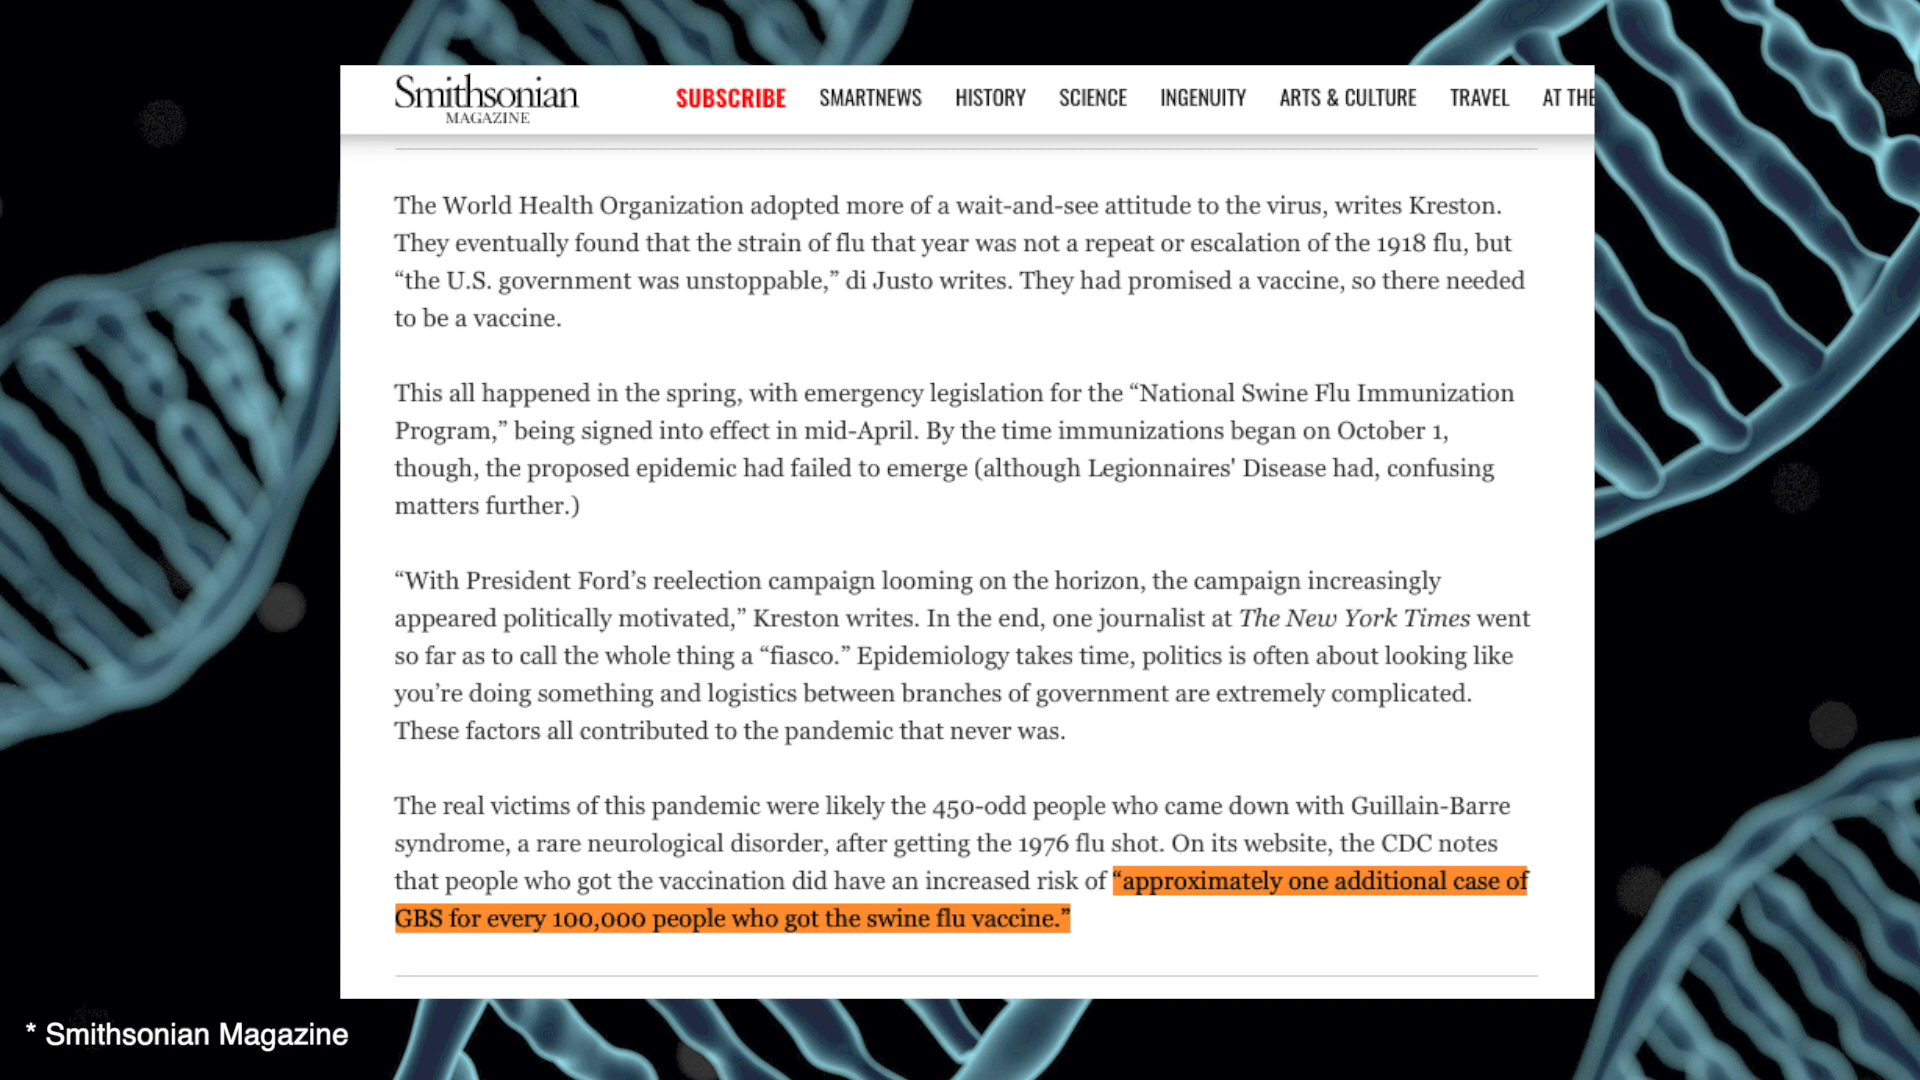 Smithsonian
MAGAZINE
SUBSCRIBE SMARTNEWS HISTORY SCIENCE INGENUITY ARTS & CULTURE TRAVEL AT THE
The World Health Organization adopted more of a wait-and-see attitude to the virus, writes Kreston.
They eventually found that the strain of flu that year was not a repeat or escalation of the 1918 flu, but
“the U.S. government was unstoppable,” di Justo writes. They had promised a vaccine, so there needed
to be a vaccine.
This all happened in the spring, with emergency legislation for the “National Swine Flu Immunization
Program,” being signed into effect in mid-April. By the time immunizations began on October 1,
though, the proposed epidemic had failed to emerge (although Legionnaires' Disease had, confusing
matters further.)
“With President Ford’s reelection campaign looming on the horizon, the campaign increasingly
appeared politically motivated,” Kreston writes. In the end, one journalist at The New York Times went
so far as to call the whole thing a “fiasco.” Epidemiology takes time, politics is often about looking like
you’re doing something and logistics between branches of government are extremely complicated.
These factors all contributed to the pandemic that never was.
The real victims of this pandemic were likely the 450-odd people who came down with Guillain-Barre
syndrome, a rare neurological disorder, after getting the 1976 flu shot. On its website, the CDC notes
that people who got the vaccination did have an increased risk of “approximately one additional case of
GBS for every 100,000 people who got the swine flu vaccine.”
* Smithsonian Magazine